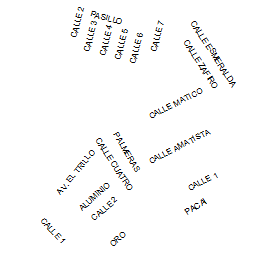 CALLE 2
PASILLO
CALLE 3
CALLE 4
CALLE 5
CALLE 6
CALLE 7
CALLE ESMERALDA
CALLE ZAFIRO
CALLE MATICO
PALMERAS
CALLE CUATRO
CALLE AMATISTA
AV. EL TRILLO
ALUMINIO
CALLE 2
CALLE 1
PACAÍ
CALLE 1
ORO